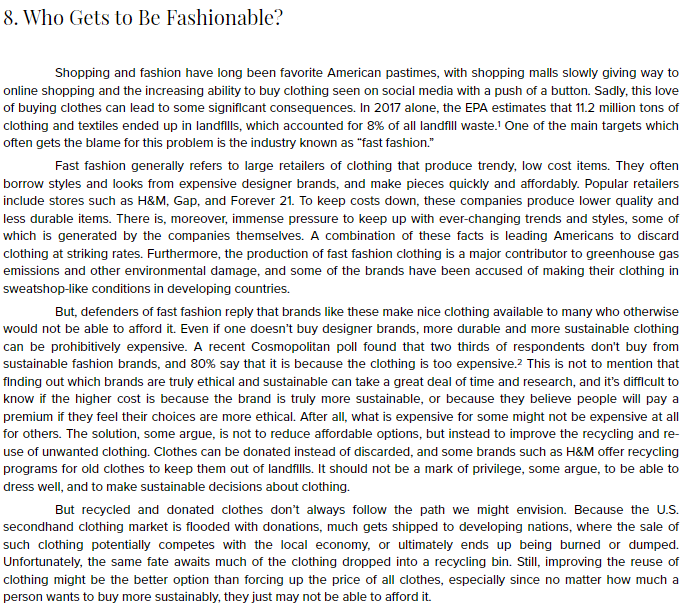 8. Who Gets to Be Fashionable?
Shopping and fashion have long been favorite American pastimes, with shopping malls slowly giving way to
online shopping and the increasing ability to buy clothing seen on social media with a push of a button. Sadly, this love
of buying clothes can lead to some significant consequences. In 2017 alone, the EPA estimates that 11.2 million tons of
clothing and textiles ended up in landfills, which accounted for 8% of all landfill waste.¹ One of the main targets which
often gets the blame for this problem is the industry known as “fast fashion.”
Fast fashion generally refers to large retailers of clothing that produce trendy, low cost items. They often
borrow styles and looks from expensive designer brands, and make pieces quickly and affordably. Popular retailers
include stores such as H&M, Gap, and Forever 21. To keep costs down, these companies produce lower quality and
less durable items. There is, moreover, immense pressure to keep up with ever-changing trends and styles, some of
which is generated by the companies themselves. A combination of these facts is leading Americans to discard
clothing at striking rates. Furthermore, the production of fast fashion clothing is a major contributor to greenhouse gas
emissions and other environmental damage, and some of the brands have been accused of making their clothing in
sweatshop-like conditions in developing countries.
But, defenders of fast fashion reply that brands like these make nice clothing available to many who otherwise
would not be able to afford it. Even if one doesn’t buy designer brands, more durable and more sustainable clothing
can be prohibitively expensive. A recent Cosmopolitan poll found that two thirds of respondents don't buy from
sustainable fashion brands, and 80% say that it is because the clothing is too expensive.² This is not to mention that
finding out which brands are truly ethical and sustainable can take a great deal of time and research, and it’s difficult to
know if the higher cost is because the brand is truly more sustainable, or because they believe people will pay a
premium if they feel their choices are more ethical. After all, what is expensive for some might not be expensive at all
for others. The solution, some argue, is not to reduce affordable options, but instead to improve the recycling and re-
use of unwanted clothing. Clothes can be donated instead of discarded, and some brands such as H&M offer recycling
programs for old clothes to keep them out of landfills. It should not be a mark of privilege, some argue, to be able to
dress well, and to make sustainable decisions about clothing.
But recycled and donated clothes don’t always follow the path we might envision. Because the U.S.
secondhand clothing market is flooded with donations, much gets shipped to developing nations, where the sale of
such clothing potentially competes with the local economy, or ultimately ends up being burned or dumped.
Unfortunately, the same fate awaits much of the clothing dropped into a recycling bin. Still, improving the reuse of
clothing might be the better option than forcing up the price of all clothes, especially since no matter how much a
person wants to buy more sustainably, they just may not be able to afford it.